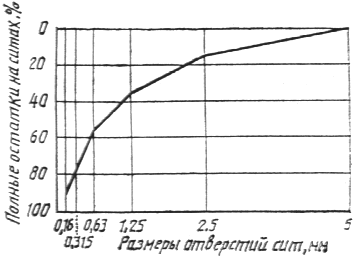 Полные остатки на ситах, %
0
20
40
60
80
100
0,16 0,63 1,25 2.5 5
0.315 Размеры отверстий сит, мм